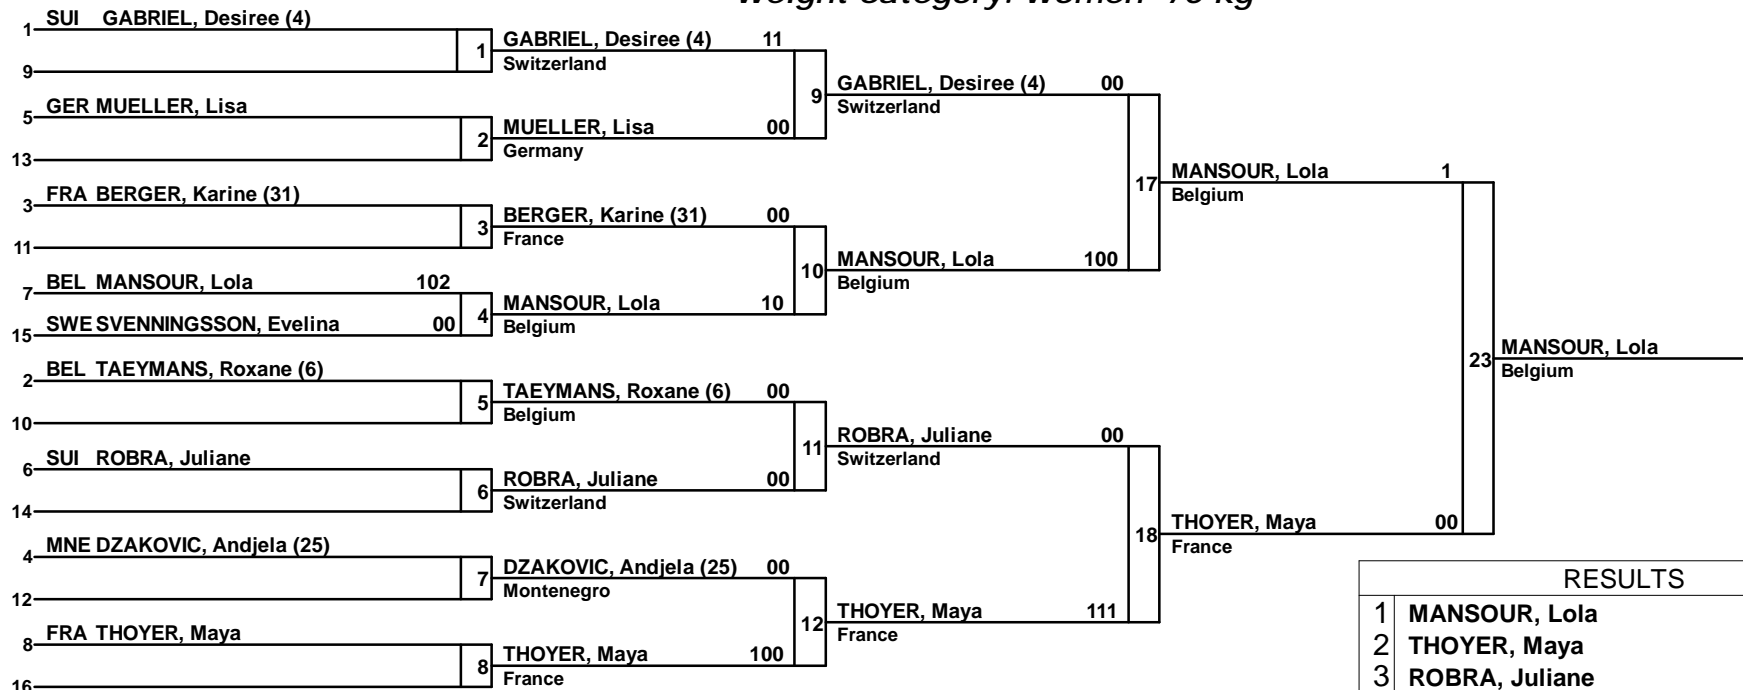 Weight category: Women -70 kg
1 SUI GABRIEL, Desiree (4)
9
1 GABRIEL, Desiree (4) 11
Switzerland
5 GER MUELLER, Lisa
13
2 MUELLER, Lisa 00
Germany
9 GABRIEL, Desiree (4) 00
Switzerland
3 FRA BERGER, Karine (31)
11
3 BERGER, Karine (31) 00
France
7 BEL MANSOUR, Lola 102
15 SWE SVENNINGSSON, Evelina 00
4 MANSOUR, Lola 10
Belgium
10 MANSOUR, Lola 100
Belgium
17 MANSOUR, Lola 1
Belgium
2 BEL TAEYMANS, Roxane (6)
10
5 TAEYMANS, Roxane (6) 00
Belgium
6 SUI ROBRA, Juliane
14
6 ROBRA, Juliane 00
Switzerland
11 ROBRA, Juliane 00
Switzerland
4 MNE DZAKOVIC, Andjela (25)
12
7 DZAKOVIC, Andjela (25) 00
Montenegro
8 FRA THOYER, Maya
16
8 THOYER, Maya 100
France
12 THOYER, Maya 111
France
18 THOYER, Maya 00
France
23 MANSOUR, Lola
Belgium
RESULTS
1 MANSOUR, Lola
2 THOYER, Maya
3 ROBRA, Juliane